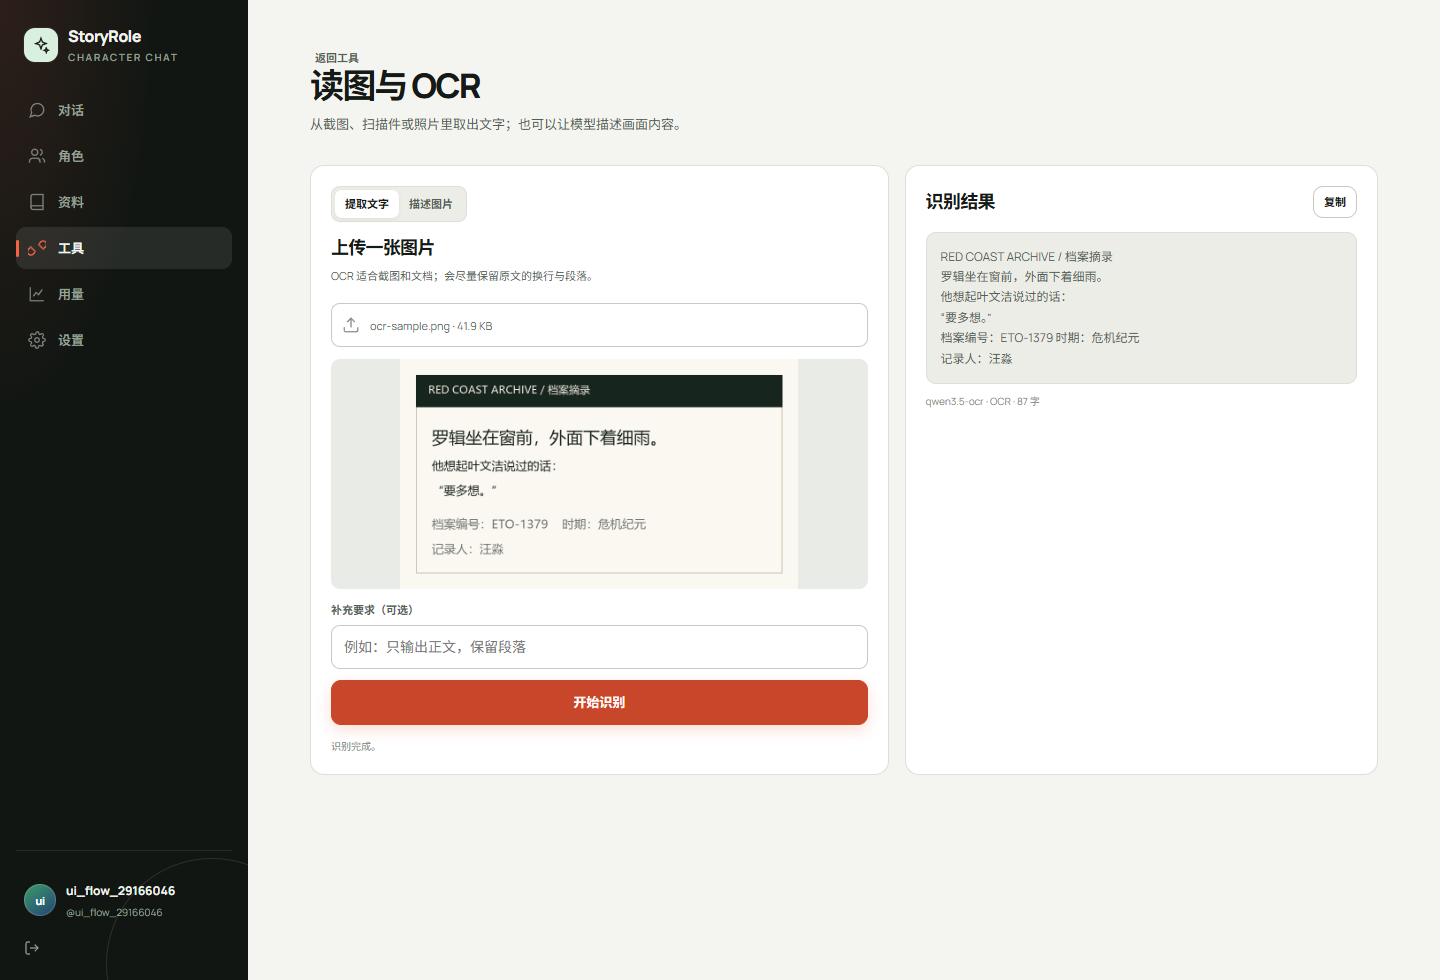 StoryRole
CHARACTER CHAT
对话
角色
资料
工具
用量
设置
ui
ui_flow_29166046
@ui_flow_29166046
返回工具
读图与 OCR
从截图、扫描件或照片里取出文字；也可以让模型描述画面内容。
提取文字 描述图片
上传一张图片
OCR 适合截图和文档；会尽量保留原文的换行与段落。
ocr-sample.png · 41.9 KB
RED COAST ARCHIVE / 档案摘录
罗辑坐在窗前，外面下着细雨。
他想起叶文洁说过的话：
“要多想。”
档案编号：ETO-1379 时期：危机纪元
记录人：汪淼
补充要求（可选）
例如：只输出正文，保留段落
开始识别
识别完成。
识别结果
复制
RED COAST ARCHIVE / 档案摘录
罗辑坐在窗前，外面下着细雨。
他想起叶文洁说过的话：
“要多想。”
档案编号：ETO-1379 时期：危机纪元
记录人：汪淼
qwen3.5-ocr · OCR · 87 字